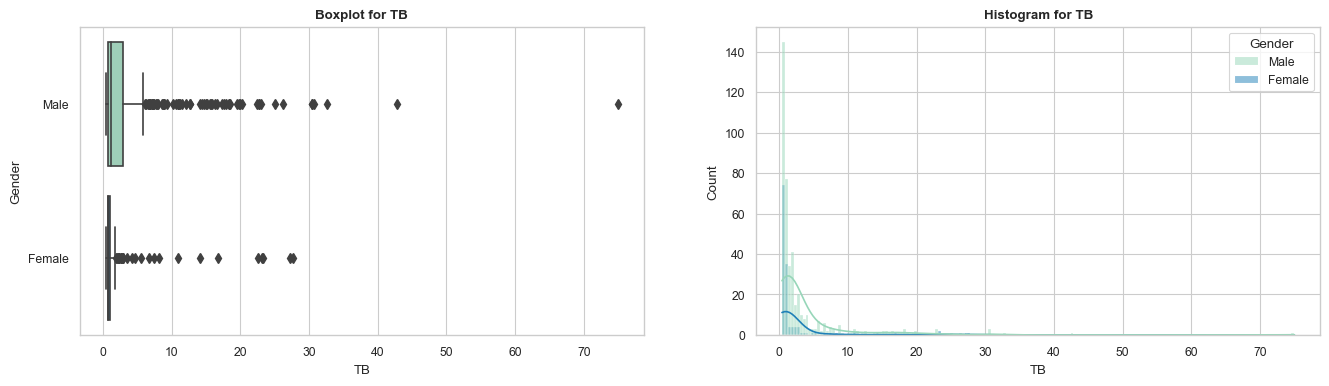 Boxplot for TB
Male
Female
Gender
0 10 20 30 40 50 60 70
TB
Histogram for TB
Gender
Male
Female
140
120
100
80
60
40
20
0
Count
0 10 20 30 40 50 60 70
TB